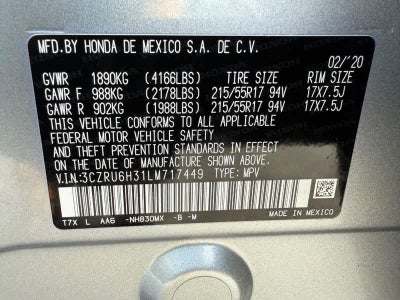 MFD.BY HONDA DE MEXICO S.A. DE C.V.
02/'20
GVWR 1890KG (4166LBS) TIRE SIZE RIM SIZE
GAWR F 988KG (2178LBS) 215/55R17 94V 17X7.5J
GAWR R 902KG (1988LBS) 215/55R17 94V 17X7.5J
THIS VEHICLE CONFORMS TO ALL APPLICABLE
FEDERAL MOTOR VEHICLE SAFETY AND THEFT
PREVENTION STANDARDS IN EFFECT ON THE DATE
OF MANUFACTURE SHOWN ABOVE.
V.I.N:3CZRU6H31LM717449 TYPE: MPV
T7X L AA6 -NH830MX -B -M
MADE IN MEXICO